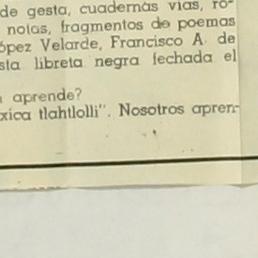 de gesta, cuadernas vías, ro-
notas, fragmentos de poemas
ópez Velarde, Francisco A. de
sta libreta negra fechada el
aprende?
xica tlahtlolli". Nosotros apren-